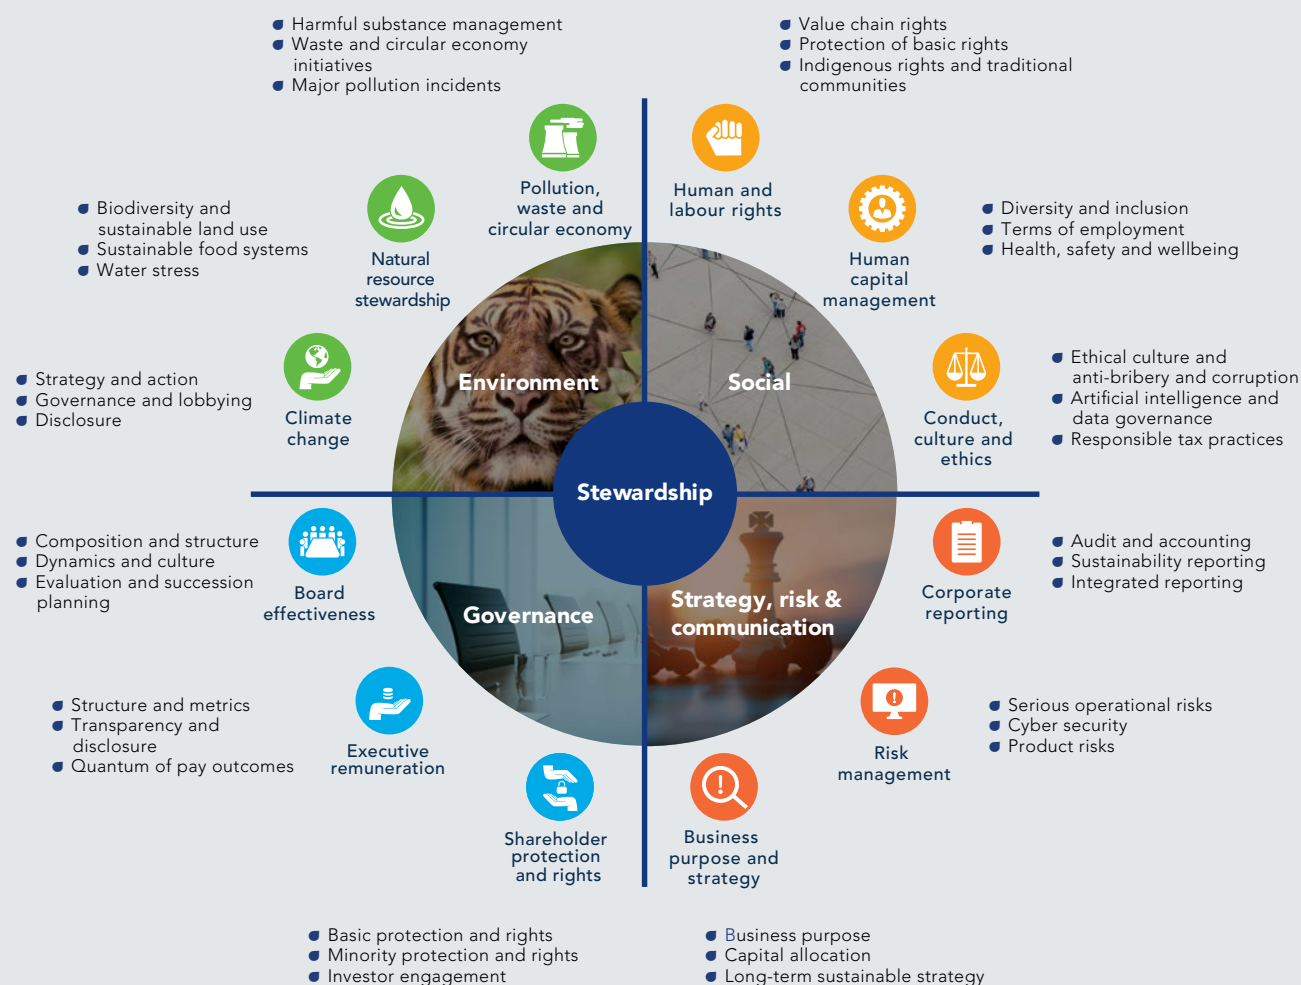 Harmful substance management
Waste and circular economy
initiatives
Major pollution incidents
Value chain rights
Protection of basic rights
Indigenous rights and traditional
communities
Pollution,
waste and
circular economy
Human and
labour rights
Biodiversity and
sustainable land use
Sustainable food systems
Water stress
Natural
resource
stewardship
Human
capital
management
Diversity and inclusion
Terms of employment
Health, safety and wellbeing
Strategy and action
Governance and lobbying
Disclosure
Climate
change
Environment
Social
Conduct,
culture and
ethics
Ethical culture and
anti-bribery and corruption
Artificial intelligence and
data governance
Responsible tax practices
Stewardship
Composition and structure
Dynamics and culture
Evaluation and succession
planning
Board
effectiveness
Governance
Strategy, risk &
communication
Corporate
reporting
Audit and accounting
Sustainability reporting
Integrated reporting
Structure and metrics
Transparency and
disclosure
Quantum of pay outcomes
Executive
remuneration
Risk
management
Serious operational risks
Cyber security
Product risks
Shareholder
protection
and rights
Business
purpose and
strategy
Basic protection and rights
Minority protection and rights
Investor engagement
Business purpose
Capital allocation
Long-term sustainable strategy